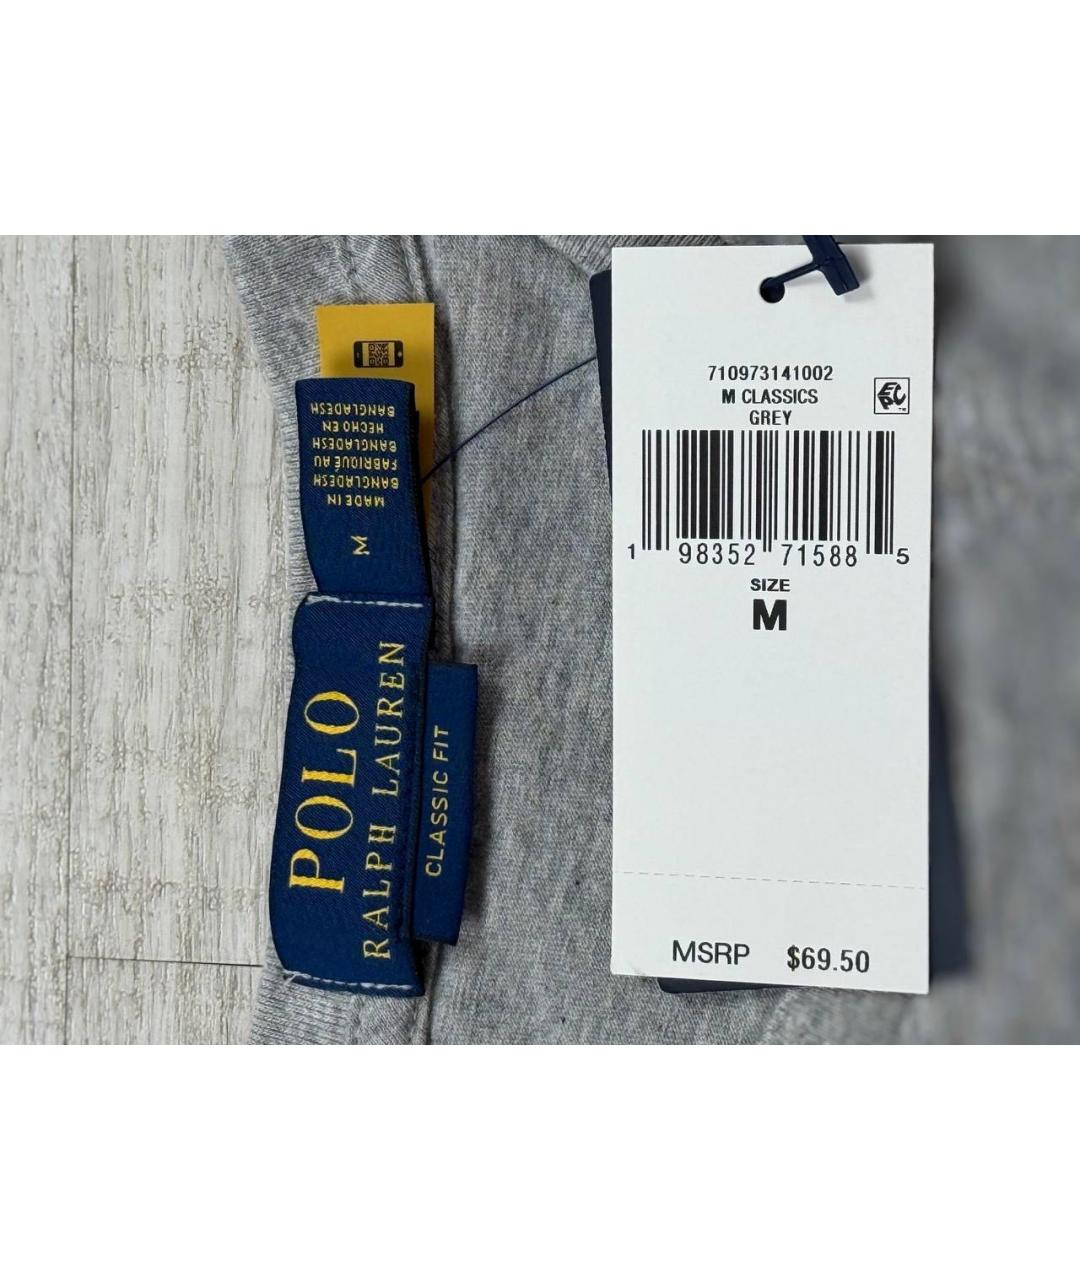 MADE IN
BANGLADESH
FABRIQUÉ AU
BANGLADESH
HECHO EN
BANGLADESH
M
POLO
RALPH LAUREN
CLASSIC FIT
710973141002
M CLASSICS
GREY
EPC
1 98352 71588 5
SIZE
M
MSRP $69.50